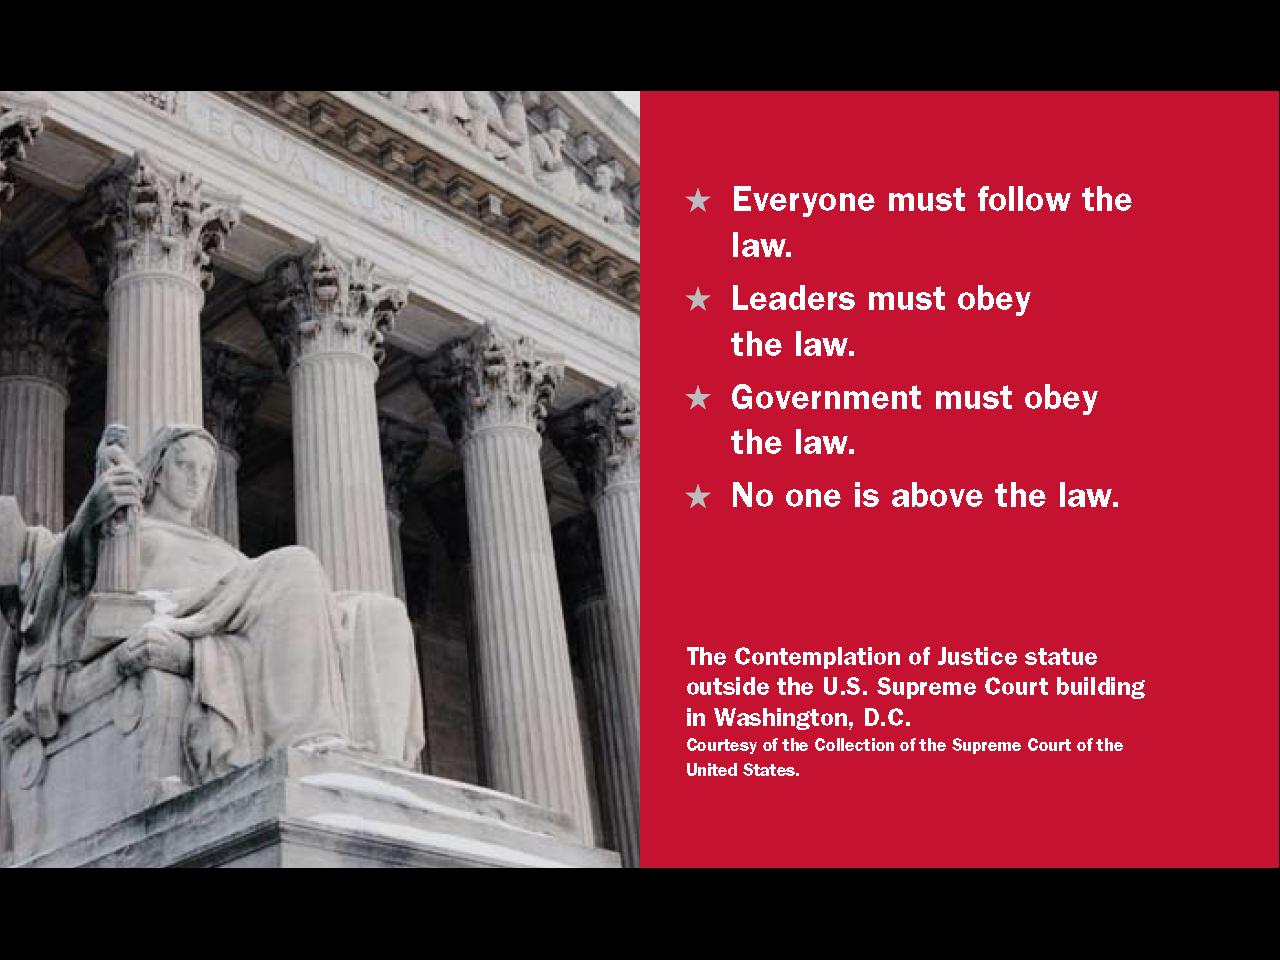 EQUAL JUSTICE UNDER LAW
Everyone must follow the
law.
Leaders must obey
the law.
Government must obey
the law.
No one is above the law.
The Contemplation of Justice statue
outside the U.S. Supreme Court building
in Washington, D.C.
Courtesy of the Collection of the Supreme Court of the
United States.